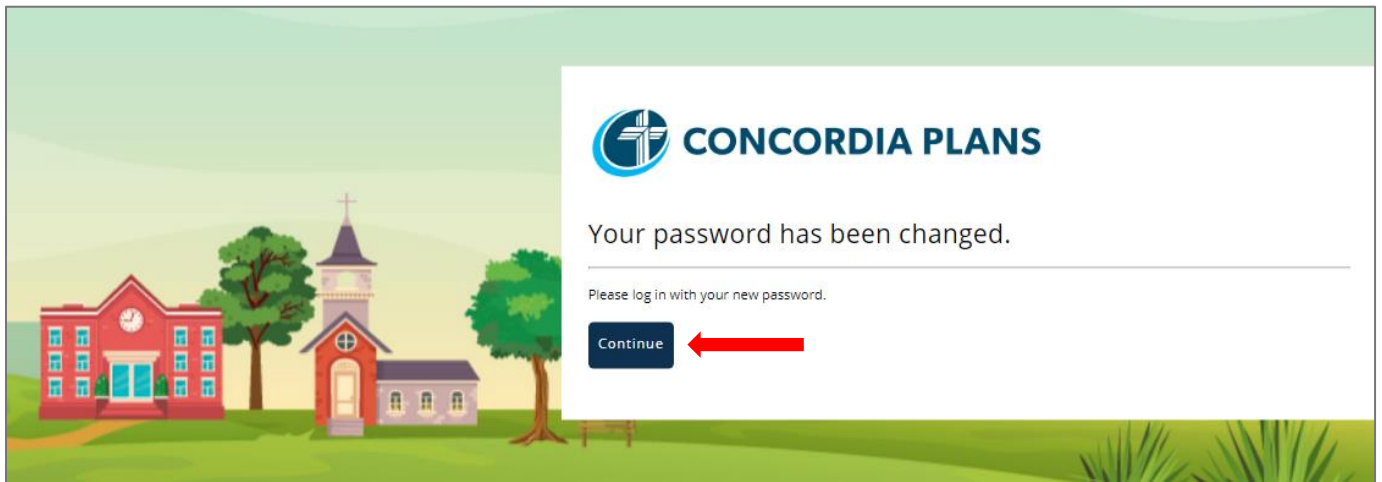 CONCORDIA PLANS
Your password has been changed.
Please log in with your new password.
Continue